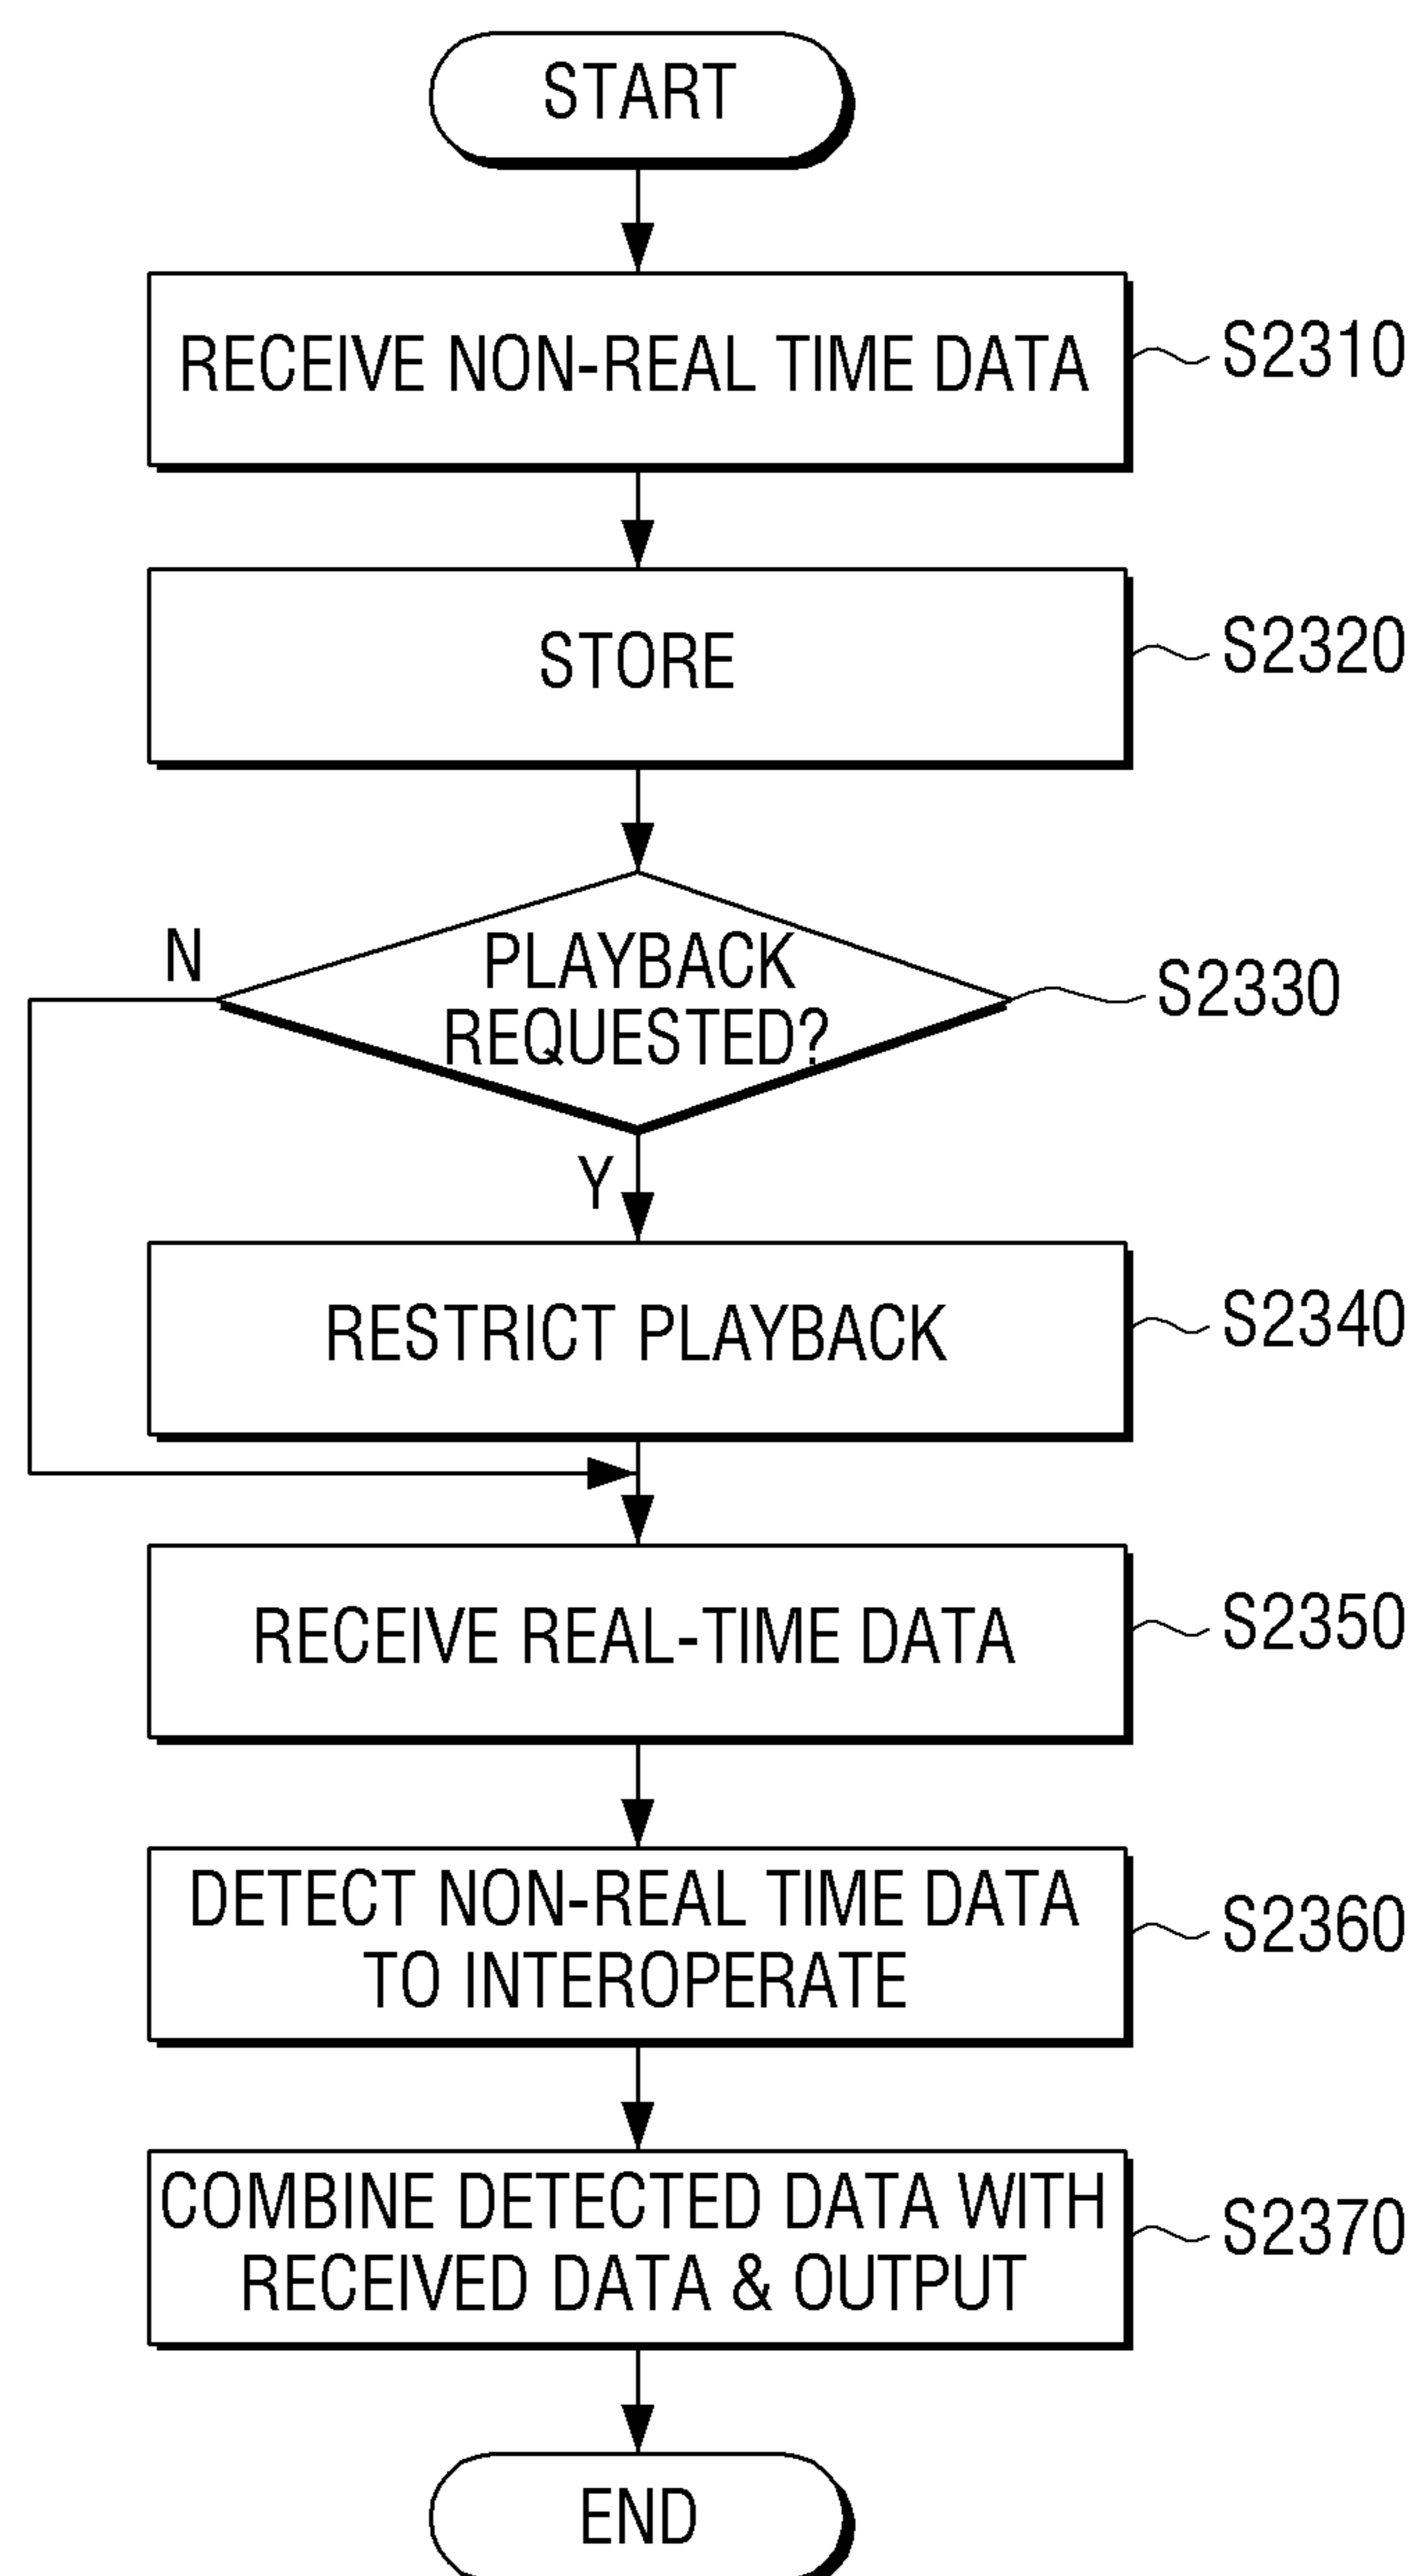 START
RECEIVE NON-REAL TIME DATA
S2310
STORE
S2320
N
PLAYBACK
REQUESTED?
S2330
Y
RESTRICT PLAYBACK
S2340
RECEIVE REAL-TIME DATA
S2350
DETECT NON-REAL TIME DATA
TO INTEROPERATE
S2360
COMBINE DETECTED DATA WITH
RECEIVED DATA & OUTPUT
S2370
END